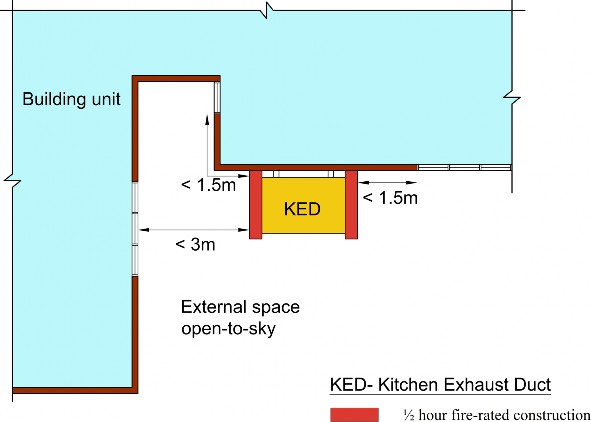 Building unit
< 1.5m
KED
< 1.5m
< 3m
External space
open-to-sky
KED- Kitchen Exhaust Duct
½ hour fire-rated construction